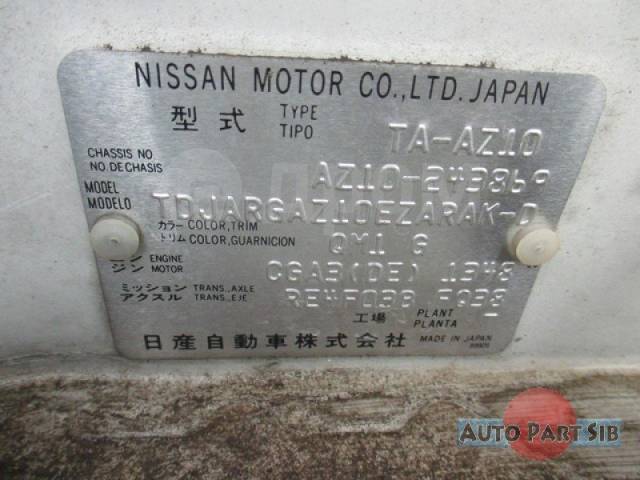 NISSAN MOTOR CO.,LTD. JAPAN
型式 TYPE TIPO TA-AZ10
CHASSIS NO
NO. DE CHASIS AZ10-243869
MODEL
MODELO TDJARGAZ10EZARAK-D
カラー COLOR, TRIM
トリム COLOR, GUARNICION QM1 G
エンジン ENGINE MOTOR CGA3(DE) 1348
ミッション TRANS., AXLE
アクスル TRANS., EJE RE4F03B FQ38
工場 PLANT PLANTA
日産自動車株式会社 MADE IN JAPAN
AUTO PART SIB